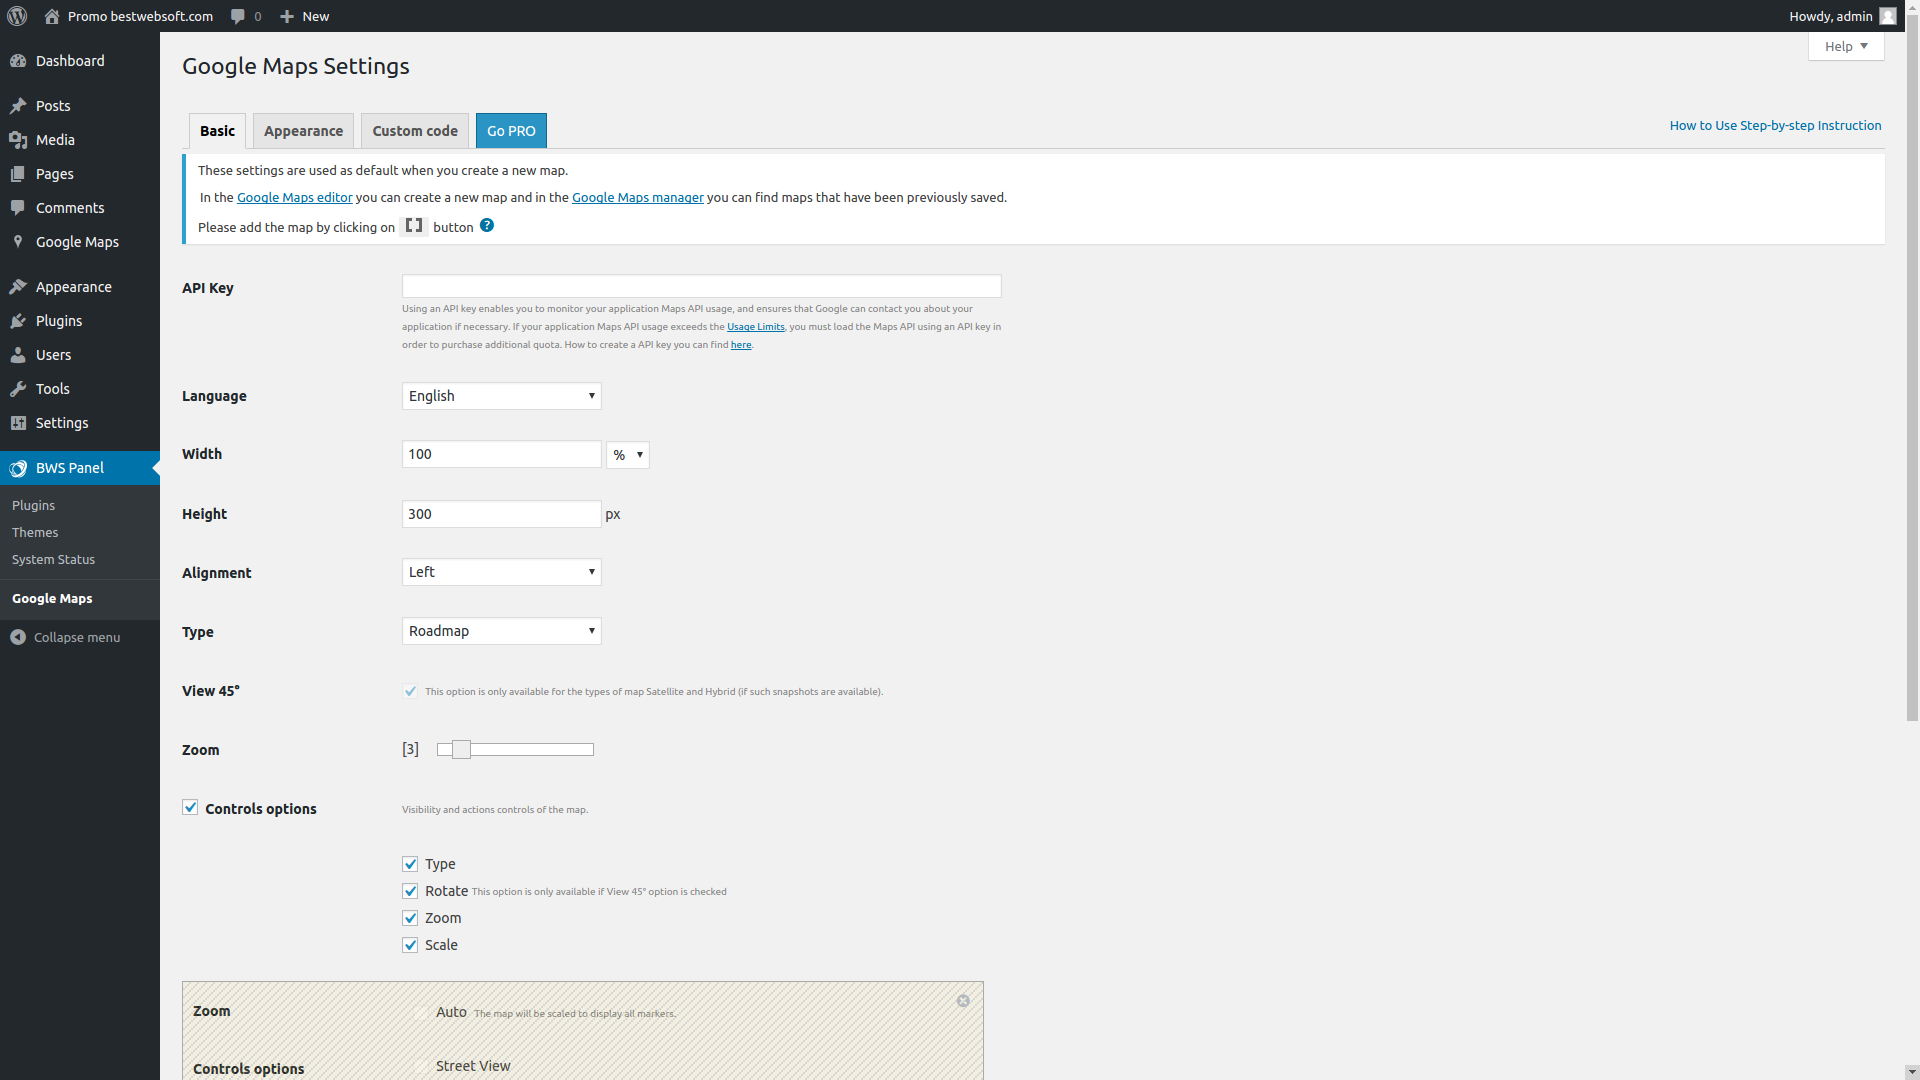 Promo bestwebsoft.com 0 New Howdy, admin
Help
Dashboard
Posts
Media
Pages
Comments
Google Maps
Appearance
Plugins
Users
Tools
Settings
BWS Panel
Plugins
Themes
System Status
Google Maps
Collapse menu
Google Maps Settings
Basic Appearance Custom code Go PRO
How to Use Step-by-step Instruction
These settings are used as default when you create a new map.
In the Google Maps editor you can create a new map and in the Google Maps manager you can find maps that have been previously saved.
Please add the map by clicking on [] button ?
API Key
Using an API key enables you to monitor your application Maps API usage, and ensures that Google can contact you about your
application if necessary. If your application Maps API usage exceeds the Usage Limits, you must load the Maps API using an API key in
order to purchase additional quota. How to create a API key you can find here.
Language English
Width 100 %
Height 300 px
Alignment Left
Type Roadmap
View 45° This option is only available for the types of map Satellite and Hybrid (if such snapshots are available).
Zoom [3]
Controls options Visibility and actions controls of the map.
Type
Rotate This option is only available if View 45° option is checked
Zoom
Scale
Zoom Auto The map will be scaled to display all markers.
Controls options Street View